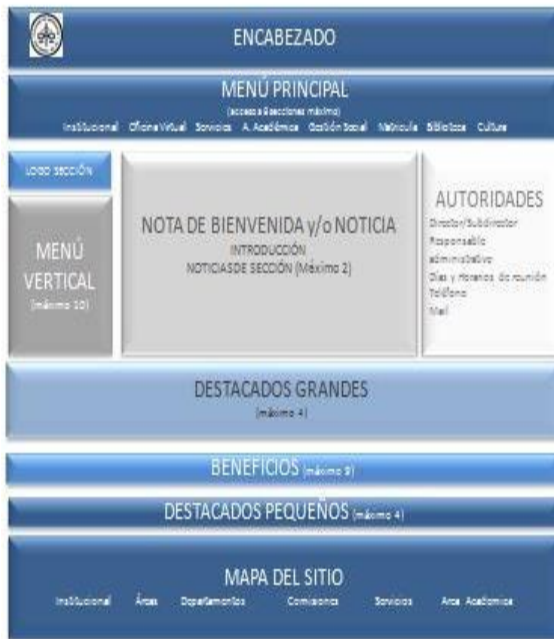 ENCABEZADO
MENÚ PRINCIPAL
(acceso a 8 secciones máximo)
Institucional Oficina Virtual Servicios A. Académica Gestión Social Matrícula Biblioteca Cultura
LOGO SECCIÓN
MENÚ
VERTICAL
(máximo 10)
NOTA DE BIENVENIDA y/o NOTICIA
INTRODUCCIÓN
NOTICIAS DE SECCIÓN (Máximo 2)
AUTORIDADES
Director/Subdirector
Responsable
administrativo
Días y Horarios de reunión
Teléfono
Mail
DESTACADOS GRANDES
(máximo 4)
BENEFICIOS (máximo 9)
DESTACADOS PEQUEÑOS (máximo 4)
MAPA DEL SITIO
Institucional Áreas Departamentos Comisiones Servicios Area Academica